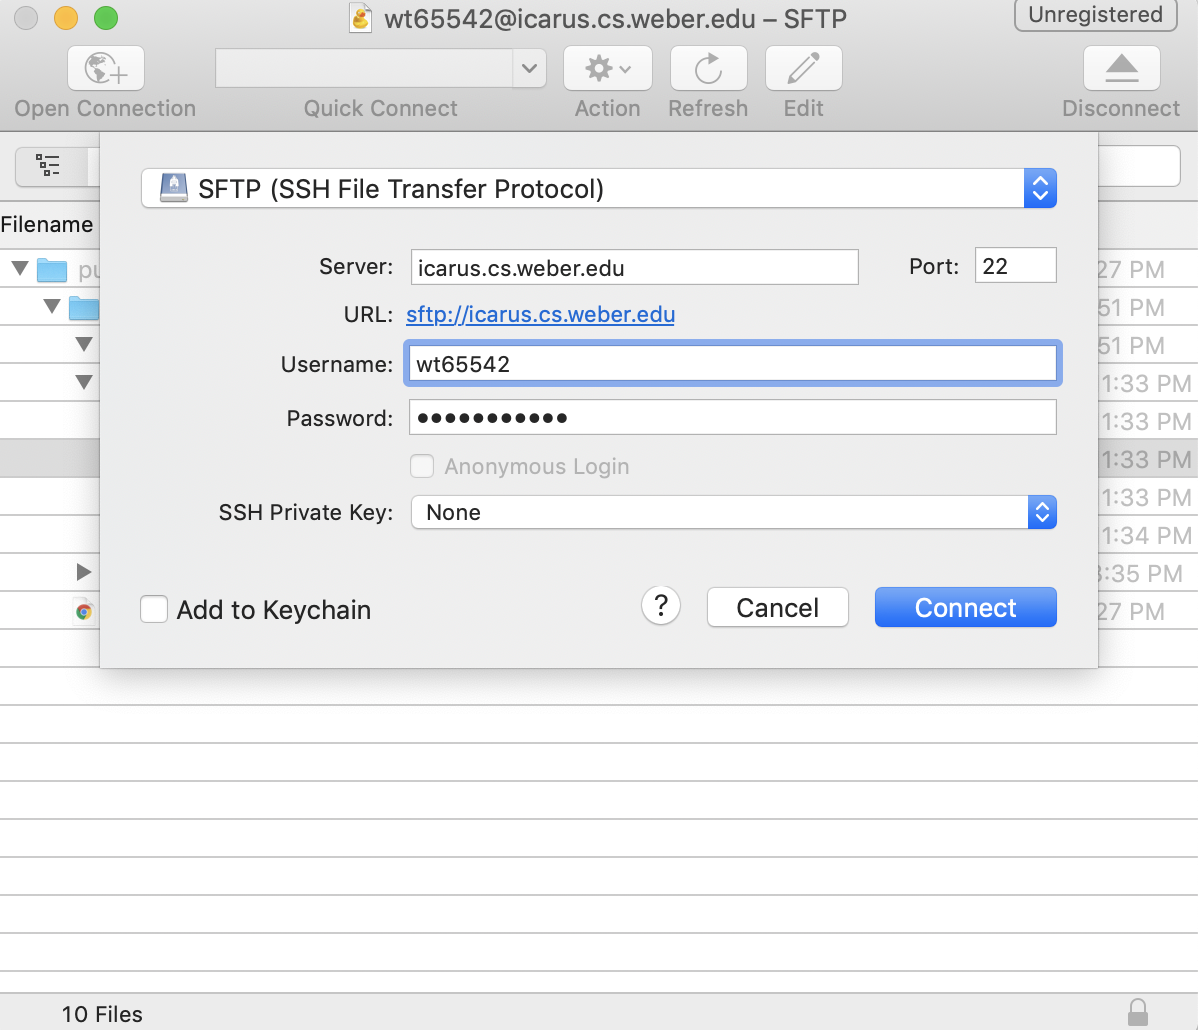 wt65542@icarus.cs.weber.edu – SFTP
Unregistered
Open Connection
Quick Connect
Action
Refresh
Edit
Disconnect
SFTP (SSH File Transfer Protocol)
Filename
Server: icarus.cs.weber.edu Port: 22
27 PM
URL: sftp://icarus.cs.weber.edu
51 PM
51 PM
Username: wt65542
1:33 PM
Password: ●●●●●●●●●●●
1:33 PM
Anonymous Login
1:33 PM
1:33 PM
SSH Private Key: None
1:34 PM
:35 PM
Add to Keychain ? Cancel Connect
27 PM
10 Files